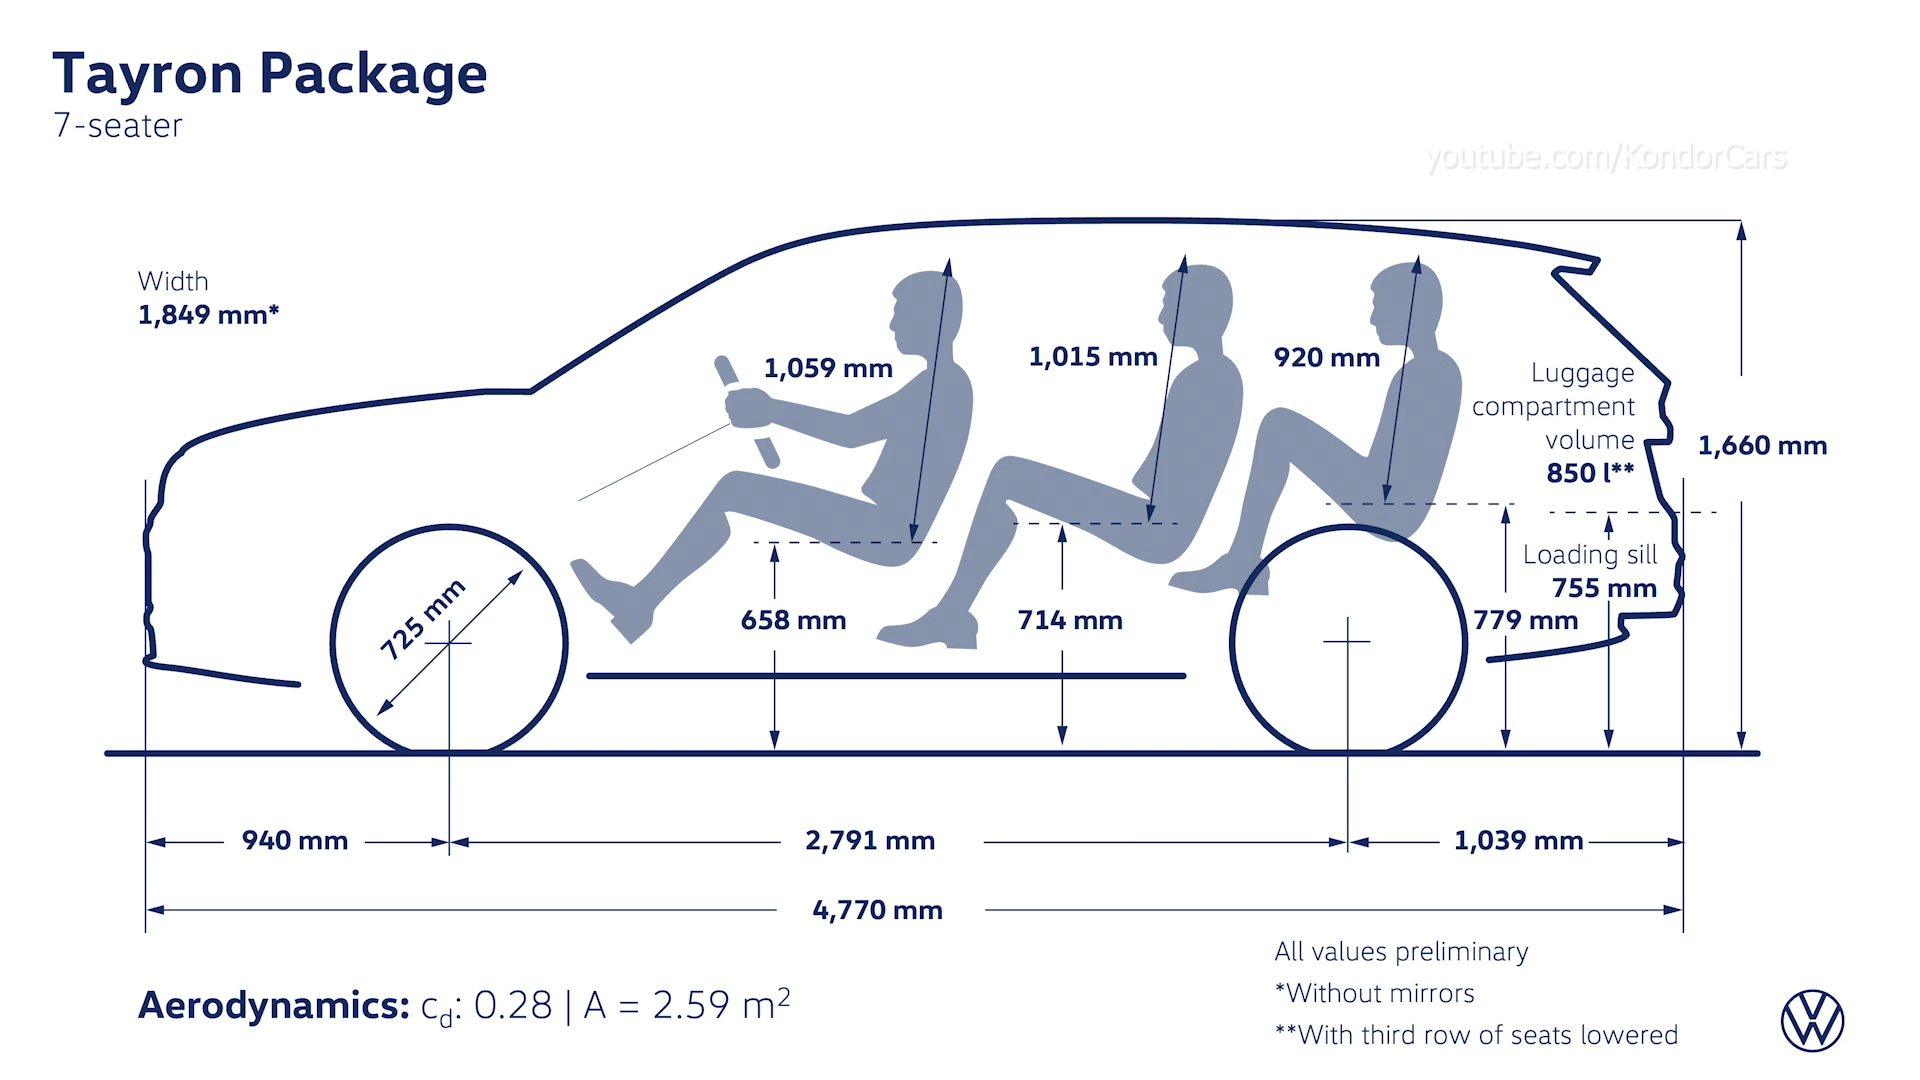 Tayron Package
7-seater
youtube.com/KondorCars
Width
1,849 mm*
1,059 mm
1,015 mm
920 mm
Luggage
compartment
volume
850 l**
1,660 mm
Loading sill
755 mm
725 mm
658 mm
714 mm
779 mm
940 mm
2,791 mm
1,039 mm
4,770 mm
All values preliminary
*Without mirrors
**With third row of seats lowered
Aerodynamics: cd: 0.28 | A = 2.59 m²